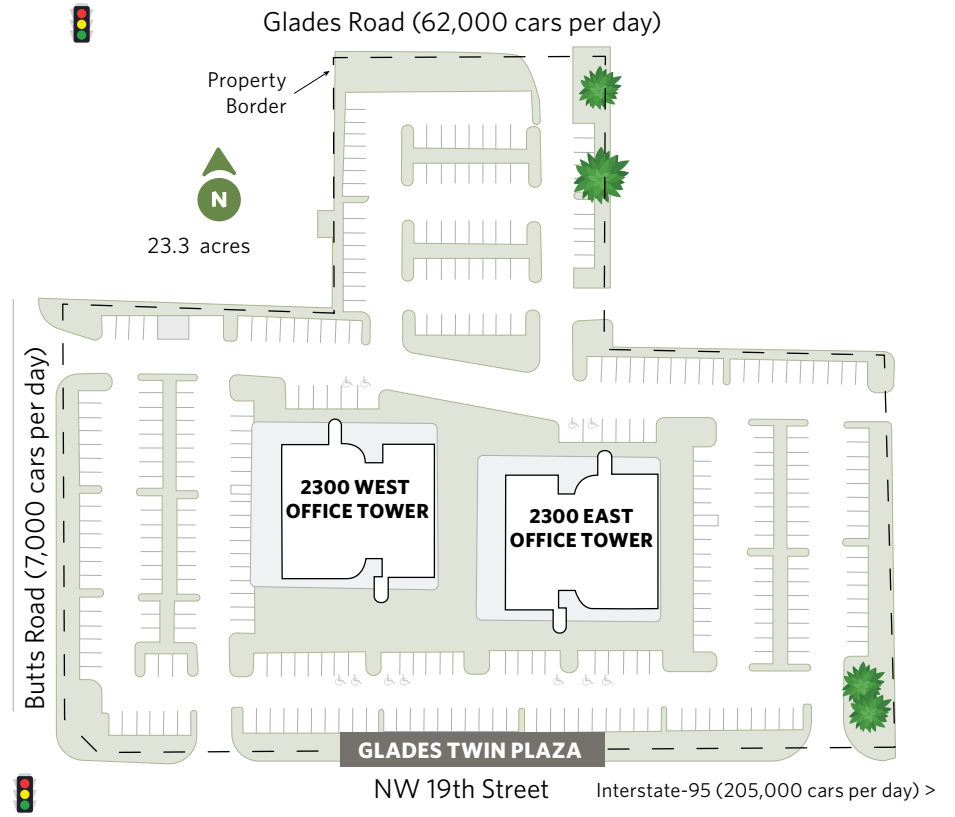 Glades Road (62,000 cars per day)
Property
Border
N
23.3 acres
Butts Road (7,000 cars per day)
2300 WEST
OFFICE TOWER
2300 EAST
OFFICE TOWER
GLADES TWIN PLAZA
NW 19th Street
Interstate-95 (205,000 cars per day) >